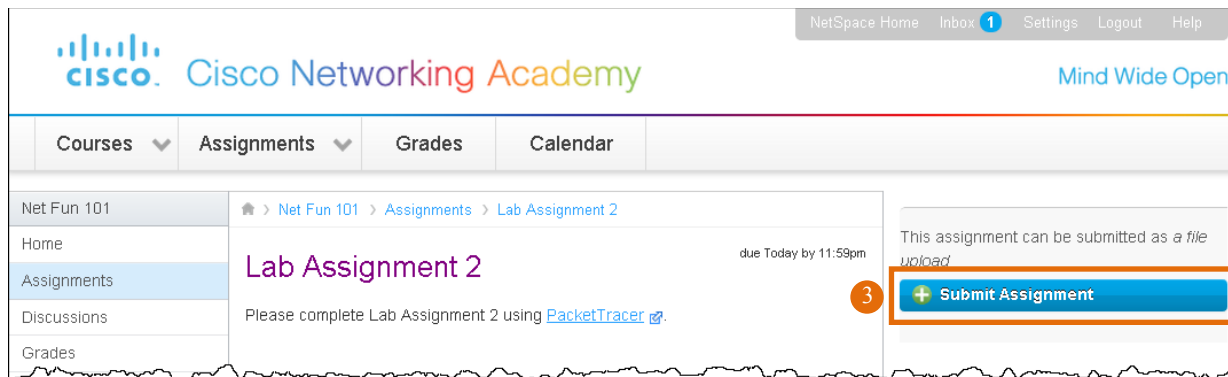 NetSpace Home Inbox 1 Settings Logout Help
CISCO. Cisco Networking Academy
Mind Wide Open
Courses Assignments Grades Calendar
Net Fun 101
Home
Assignments
Discussions
Grades
> Net Fun 101 > Assignments > Lab Assignment 2
due Today by 11:59pm
Lab Assignment 2
Please complete Lab Assignment 2 using PacketTracer.
This assignment can be submitted as a file
upload
3
Submit Assignment